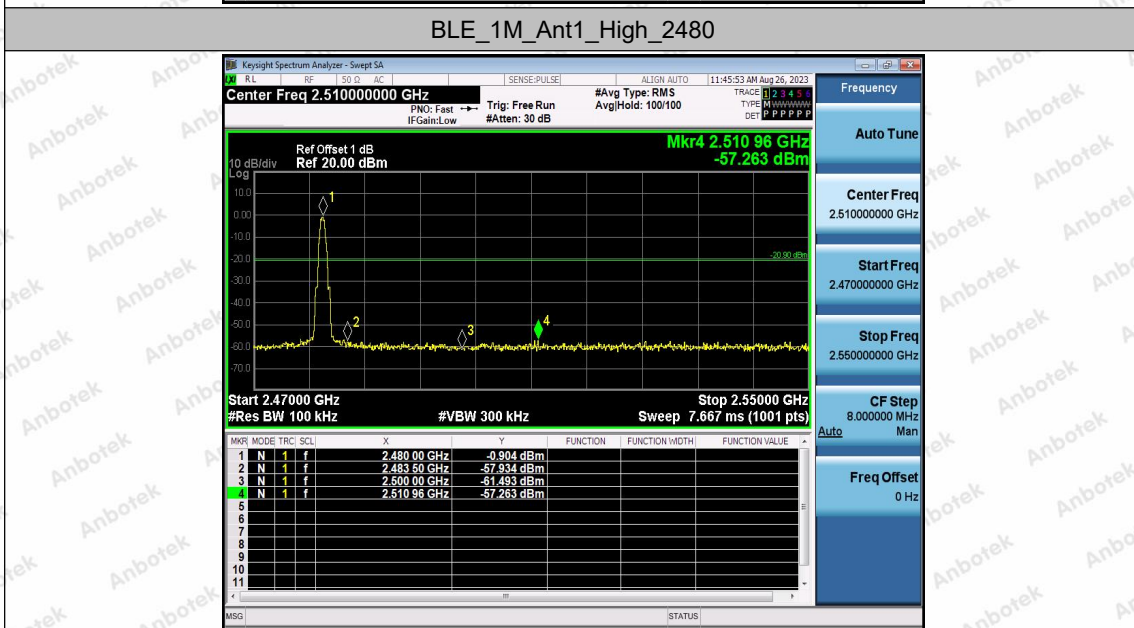 BLE_1M_Ant1_High_2480
Keysight Spectrum Analyzer - Swept SA
LXI RL RF 50 Ω AC SENSE:PULSE ALIGN AUTO 11:45:53 AM Aug 26, 2023
Center Freq 2.510000000 GHz
PNO: Fast
IFGain:Low
Trig: Free Run
#Atten: 30 dB
#Avg Type: RMS
Avg|Hold: 100/100
TRACE 1 2 3 4 5 6
TYPE M WWWWW
DET P P P P P P
Frequency
Auto Tune
Center Freq
2.510000000 GHz
Start Freq
2.470000000 GHz
Stop Freq
2.550000000 GHz
CF Step
8.000000 MHz
Auto Man
Freq Offset
0 Hz
Mkr4 2.510 96 GHz
-57.263 dBm
Ref Offset 1 dB
10 dB/div Ref 20.00 dBm
Log
10.0
0.00
-10.0
-20.0
-30.0
-40.0
-50.0
-60.0
-70.0
-20.90 dBm
1
2
3
4
Start 2.47000 GHz Stop 2.55000 GHz
#Res BW 100 kHz #VBW 300 kHz Sweep 7.667 ms (1001 pts)
MKR MODE TRC SCL X Y FUNCTION FUNCTION WIDTH FUNCTION VALUE
1 N 1 f 2.480 00 GHz -0.904 dBm
2 N 1 f 2.483 50 GHz -57.934 dBm
3 N 1 f 2.500 00 GHz -61.493 dBm
4 N 1 f 2.510 96 GHz -57.263 dBm
5
6
7
8
9
10
11
MSG STATUS
Anbotek